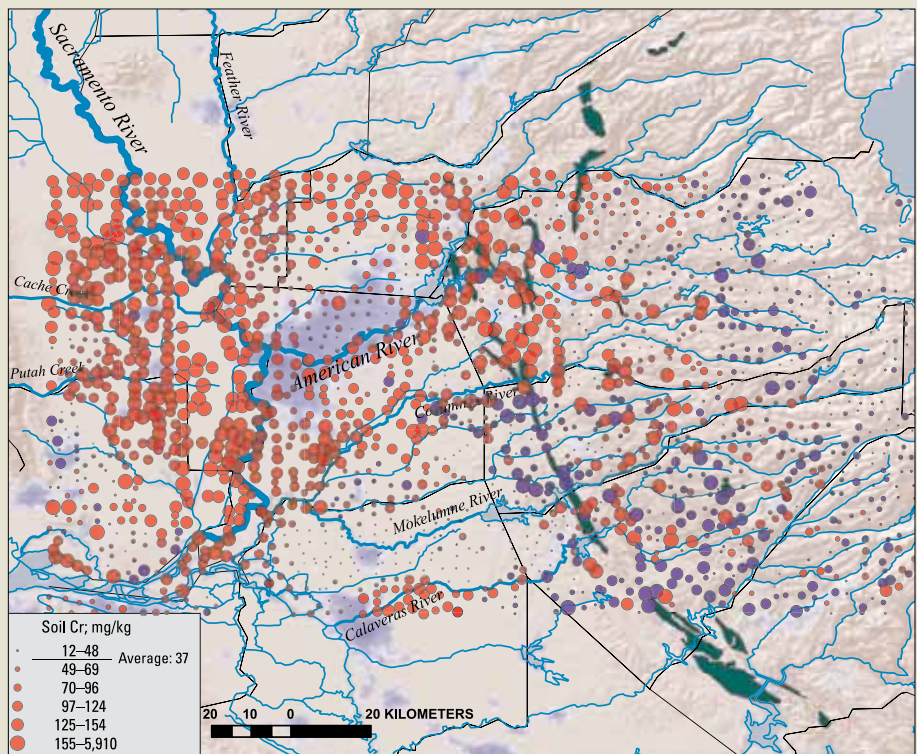 Sacramento River
Feather River
Cache Creek
Putah Creek
American River
River
Mokelumne River
Calaveras River
Soil Cr; mg/kg
12–48
Average: 37
49–69
70–96
97–124
125–154
155–5,910
20 10 0 20 KILOMETERS